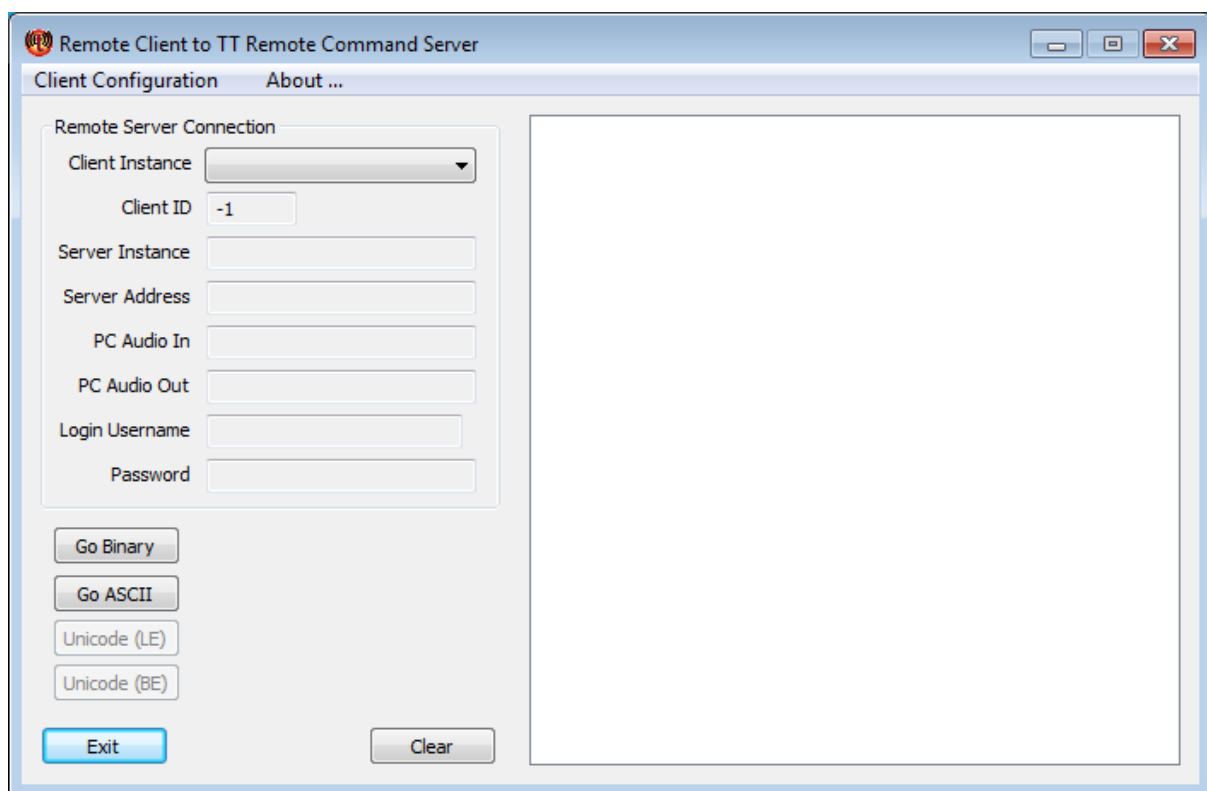 Remote Client to TT Remote Command Server
Client Configuration About ...
Remote Server Connection
Client Instance
Client ID -1
Server Instance
Server Address
PC Audio In
PC Audio Out
Login Username
Password
Go Binary
Go ASCII
Unicode (LE)
Unicode (BE)
Exit Clear